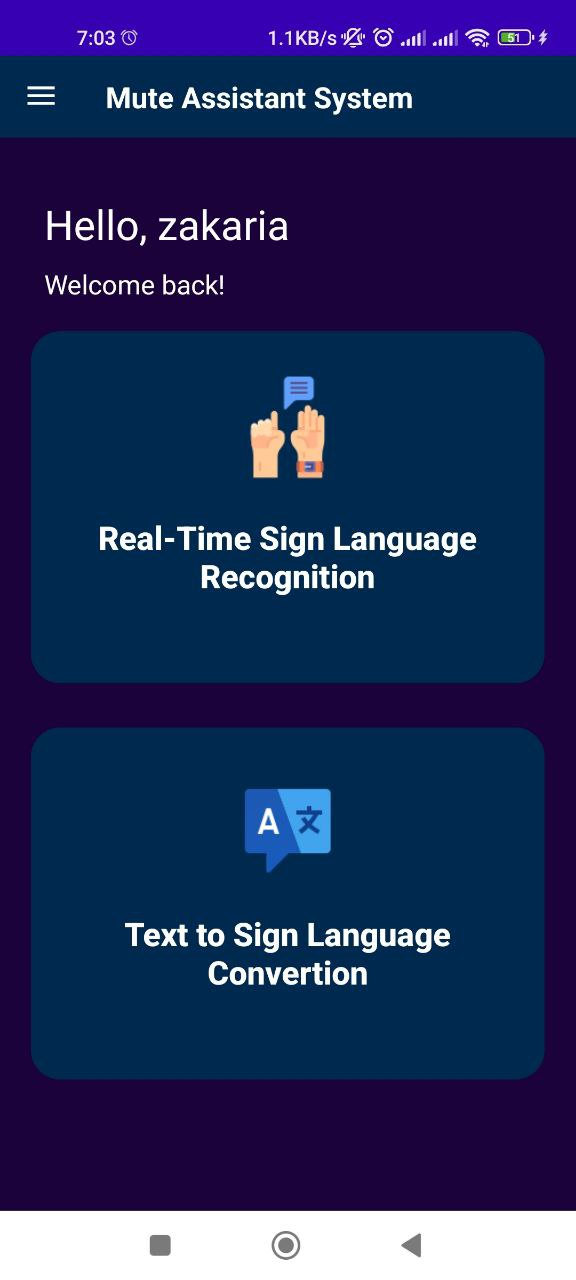 7:03 1.1KB/s 51
Mute Assistant System
Hello, zakaria
Welcome back!
Real-Time Sign Language
Recognition
A 文
Text to Sign Language
Convertion